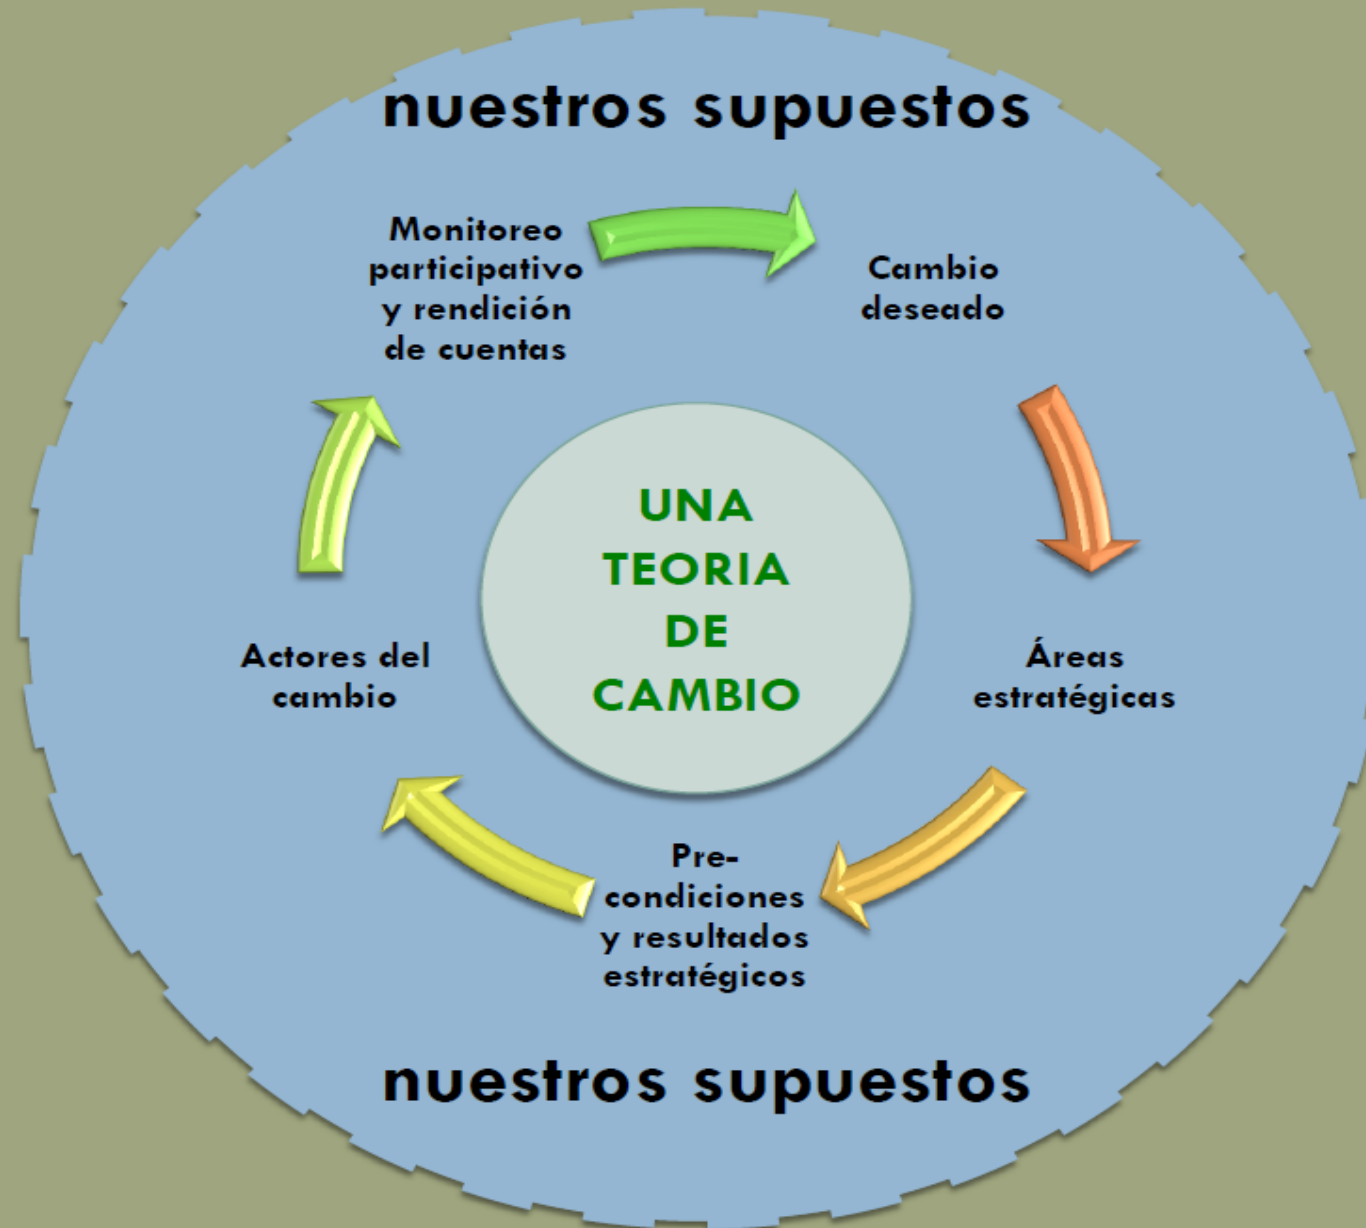 nuestros supuestos
Monitoreo
participativo
y rendición
de cuentas
Cambio
deseado
UNA
TEORIA
DE
CAMBIO
Actores del
cambio
Áreas
estratégicas
Pre-
condiciones
y resultados
estratégicos
nuestros supuestos